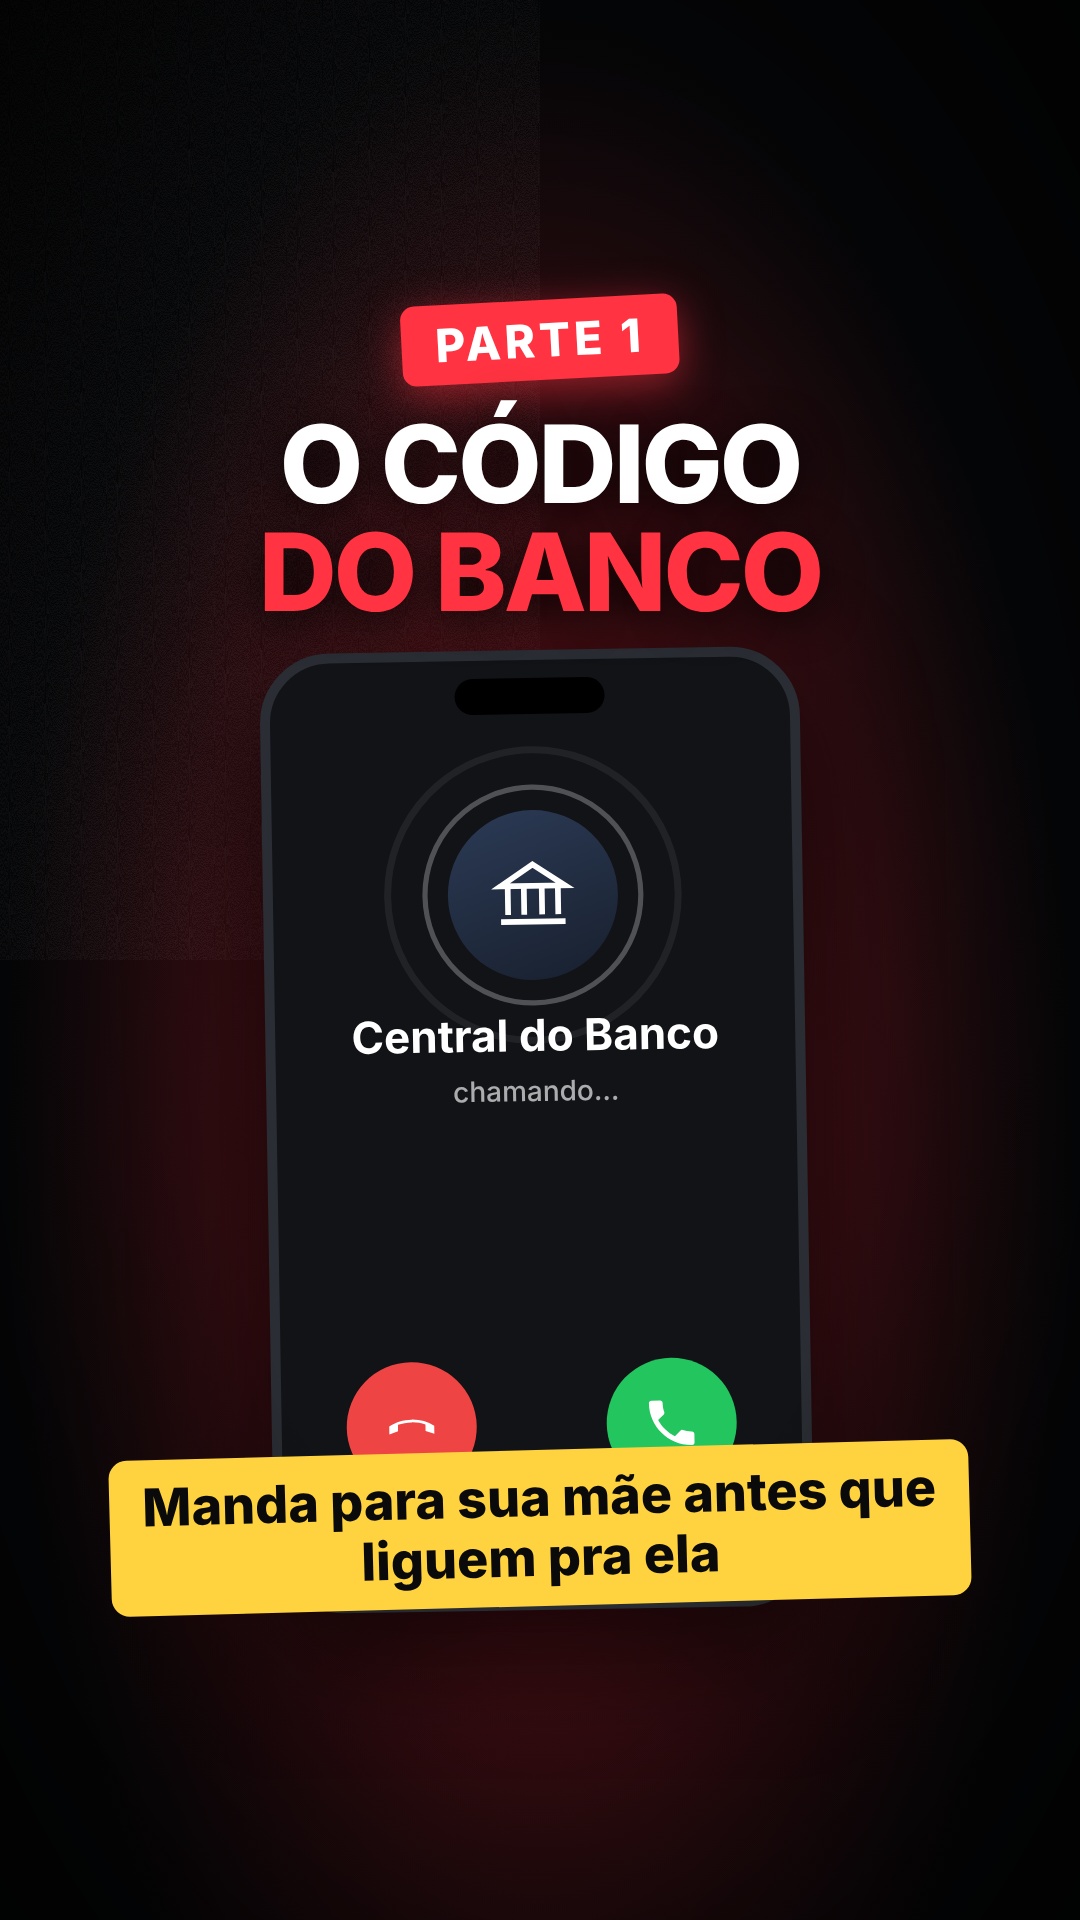 PARTE 1
O CÓDIGO
DO BANCO
Central do Banco
chamando...
Manda para sua mãe antes que
liguem pra ela